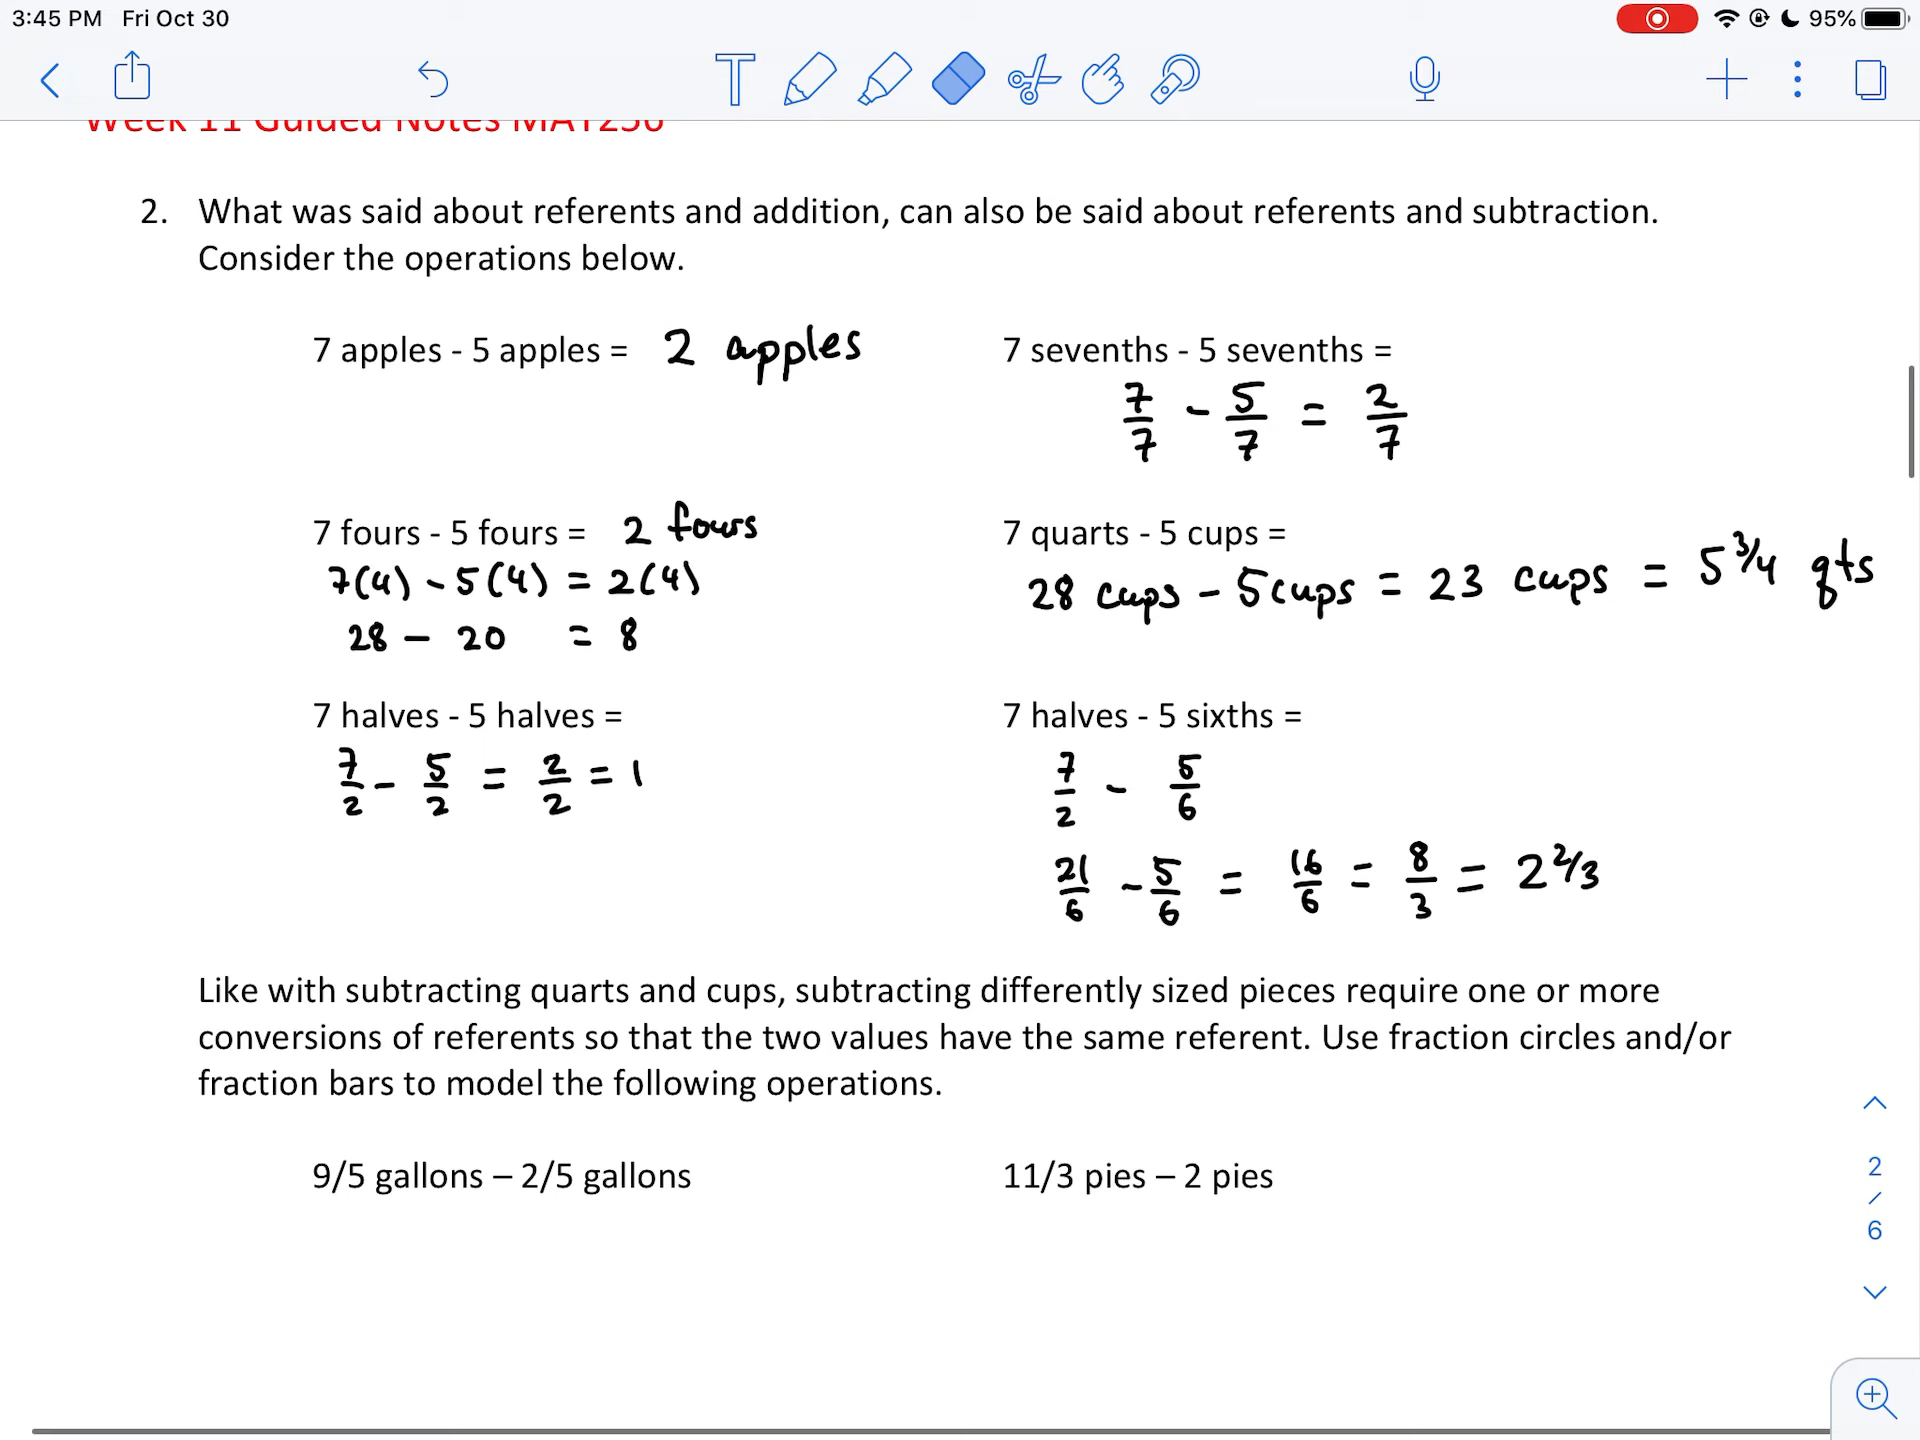 3:45 PM Fri Oct 30
95%
Week 11 Guided Notes MAT256
2. What was said about referents and addition, can also be said about referents and subtraction.
Consider the operations below.
7 apples - 5 apples = 2 apples
7 sevenths - 5 sevenths =
7/7 - 5/7 = 2/7
7 fours - 5 fours = 2 fours
7(4) - 5(4) = 2(4)
28 - 20 = 8
7 quarts - 5 cups =
28 cups - 5 cups = 23 cups = 5 3/4 qts
7 halves - 5 halves =
7/2 - 5/2 = 2/2 = 1
7 halves - 5 sixths =
7/2 - 5/6
21/6 - 5/6 = 16/6 = 8/3 = 2 2/3
Like with subtracting quarts and cups, subtracting differently sized pieces require one or more
conversions of referents so that the two values have the same referent. Use fraction circles and/or
fraction bars to model the following operations.
9/5 gallons – 2/5 gallons
11/3 pies – 2 pies
2
/
6